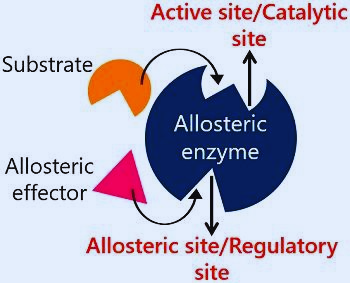 Active site/Catalytic
site
Substrate
Allosteric
enzyme
Allosteric
effector
Allosteric site/Regulatory
site